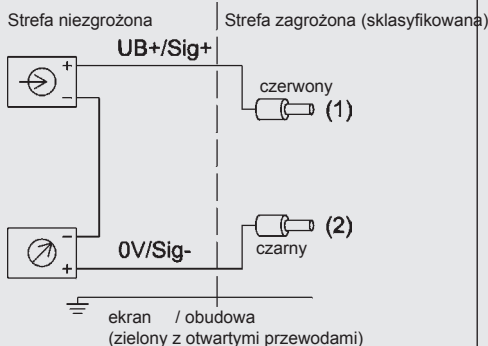 Strefa niezgrożona
Strefa zagrożona (sklasyfikowana)
UB+/Sig+
+
−
czerwony
(1)
(2)
czarny
−
+
0V/Sig-
ekran / obudowa
(zielony z otwartymi przewodami)